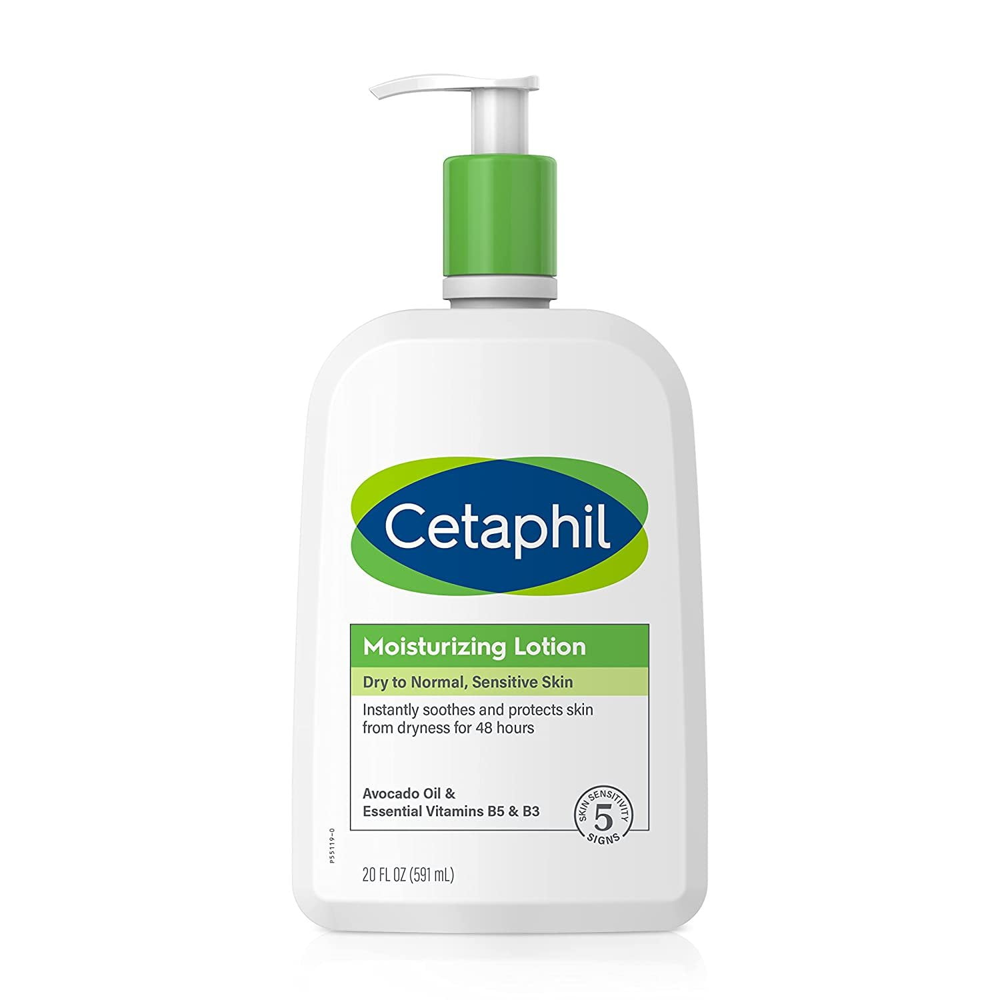 Cetaphil
Moisturizing Lotion
Dry to Normal, Sensitive Skin
Instantly soothes and protects skin
from dryness for 48 hours
Avocado Oil &
Essential Vitamins B5 & B3
SKIN SENSITIVITY
5
SIGNS
P55119-0
20 FL OZ (591 mL)